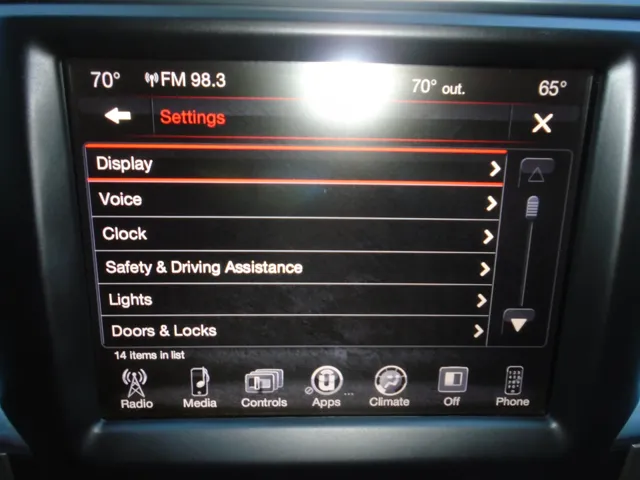 70° FM 98.3 70° out. 65°
Settings
Display
Voice
Clock
Safety & Driving Assistance
Lights
Doors & Locks
14 items in list
Radio Media Controls Apps Climate Off Phone